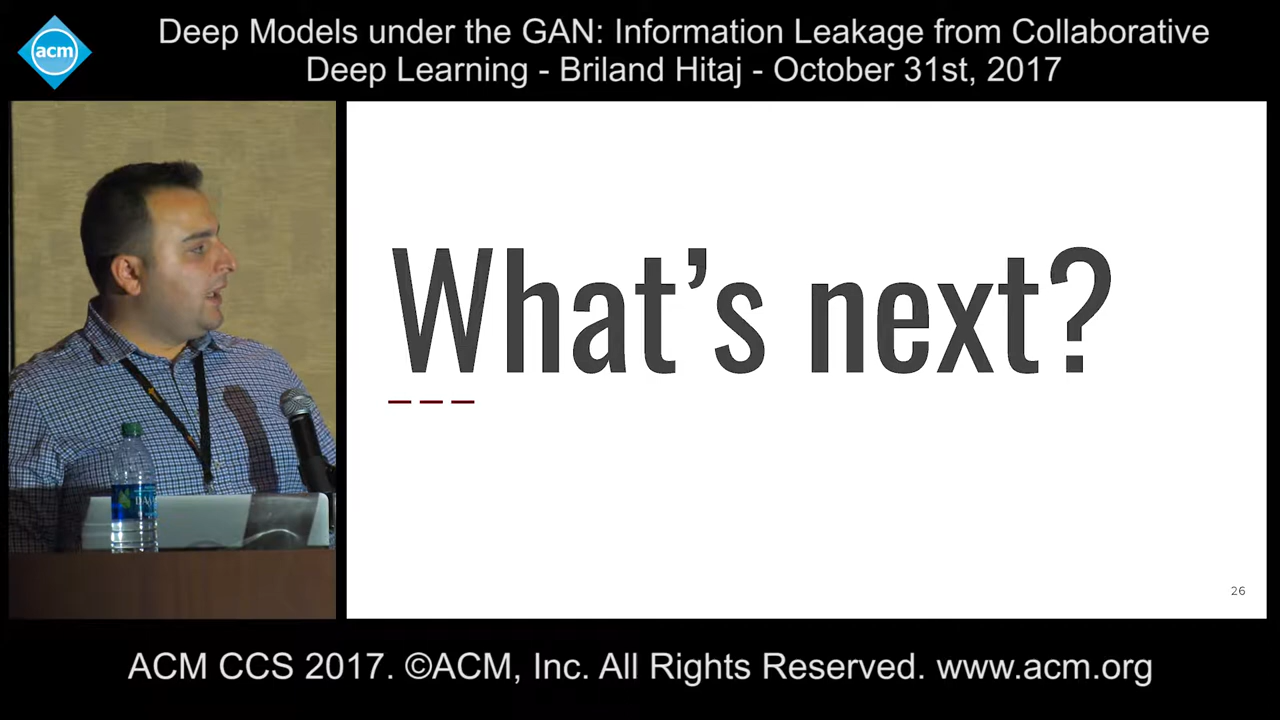 acm
Deep Models under the GAN: Information Leakage from Collaborative
Deep Learning - Briland Hitaj - October 31st, 2017
What’s next?
26
ACM CCS 2017. ©ACM, Inc. All Rights Reserved. www.acm.org